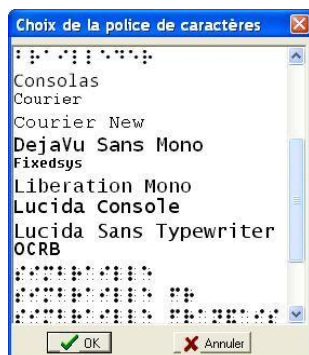 Choix de la police de caractères
Consolas
Courier
Courier New
DejaVu Sans Mono
Fixedsys
Liberation Mono
Lucida Console
Lucida Sans Typewriter
OCRB
OK
Annuler